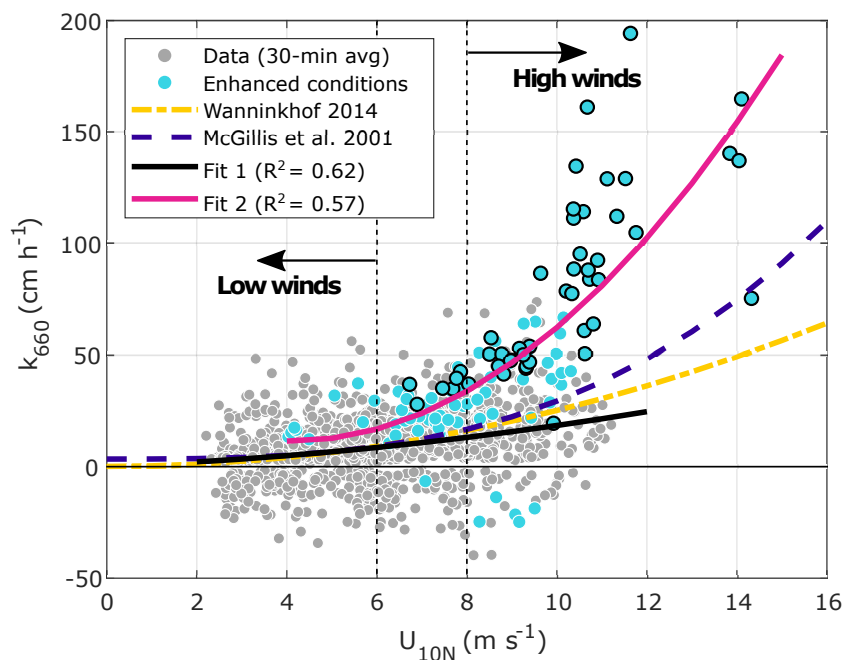 200
150
100
50
0
-50
k660 (cm h-1)
Data (30-min avg)
Enhanced conditions
Wanninkhof 2014
McGillis et al. 2001
Fit 1 (R2 = 0.62)
Fit 2 (R2 = 0.57)
High winds
Low winds
0 2 4 6 8 10 12 14 16
U10N (m s-1)